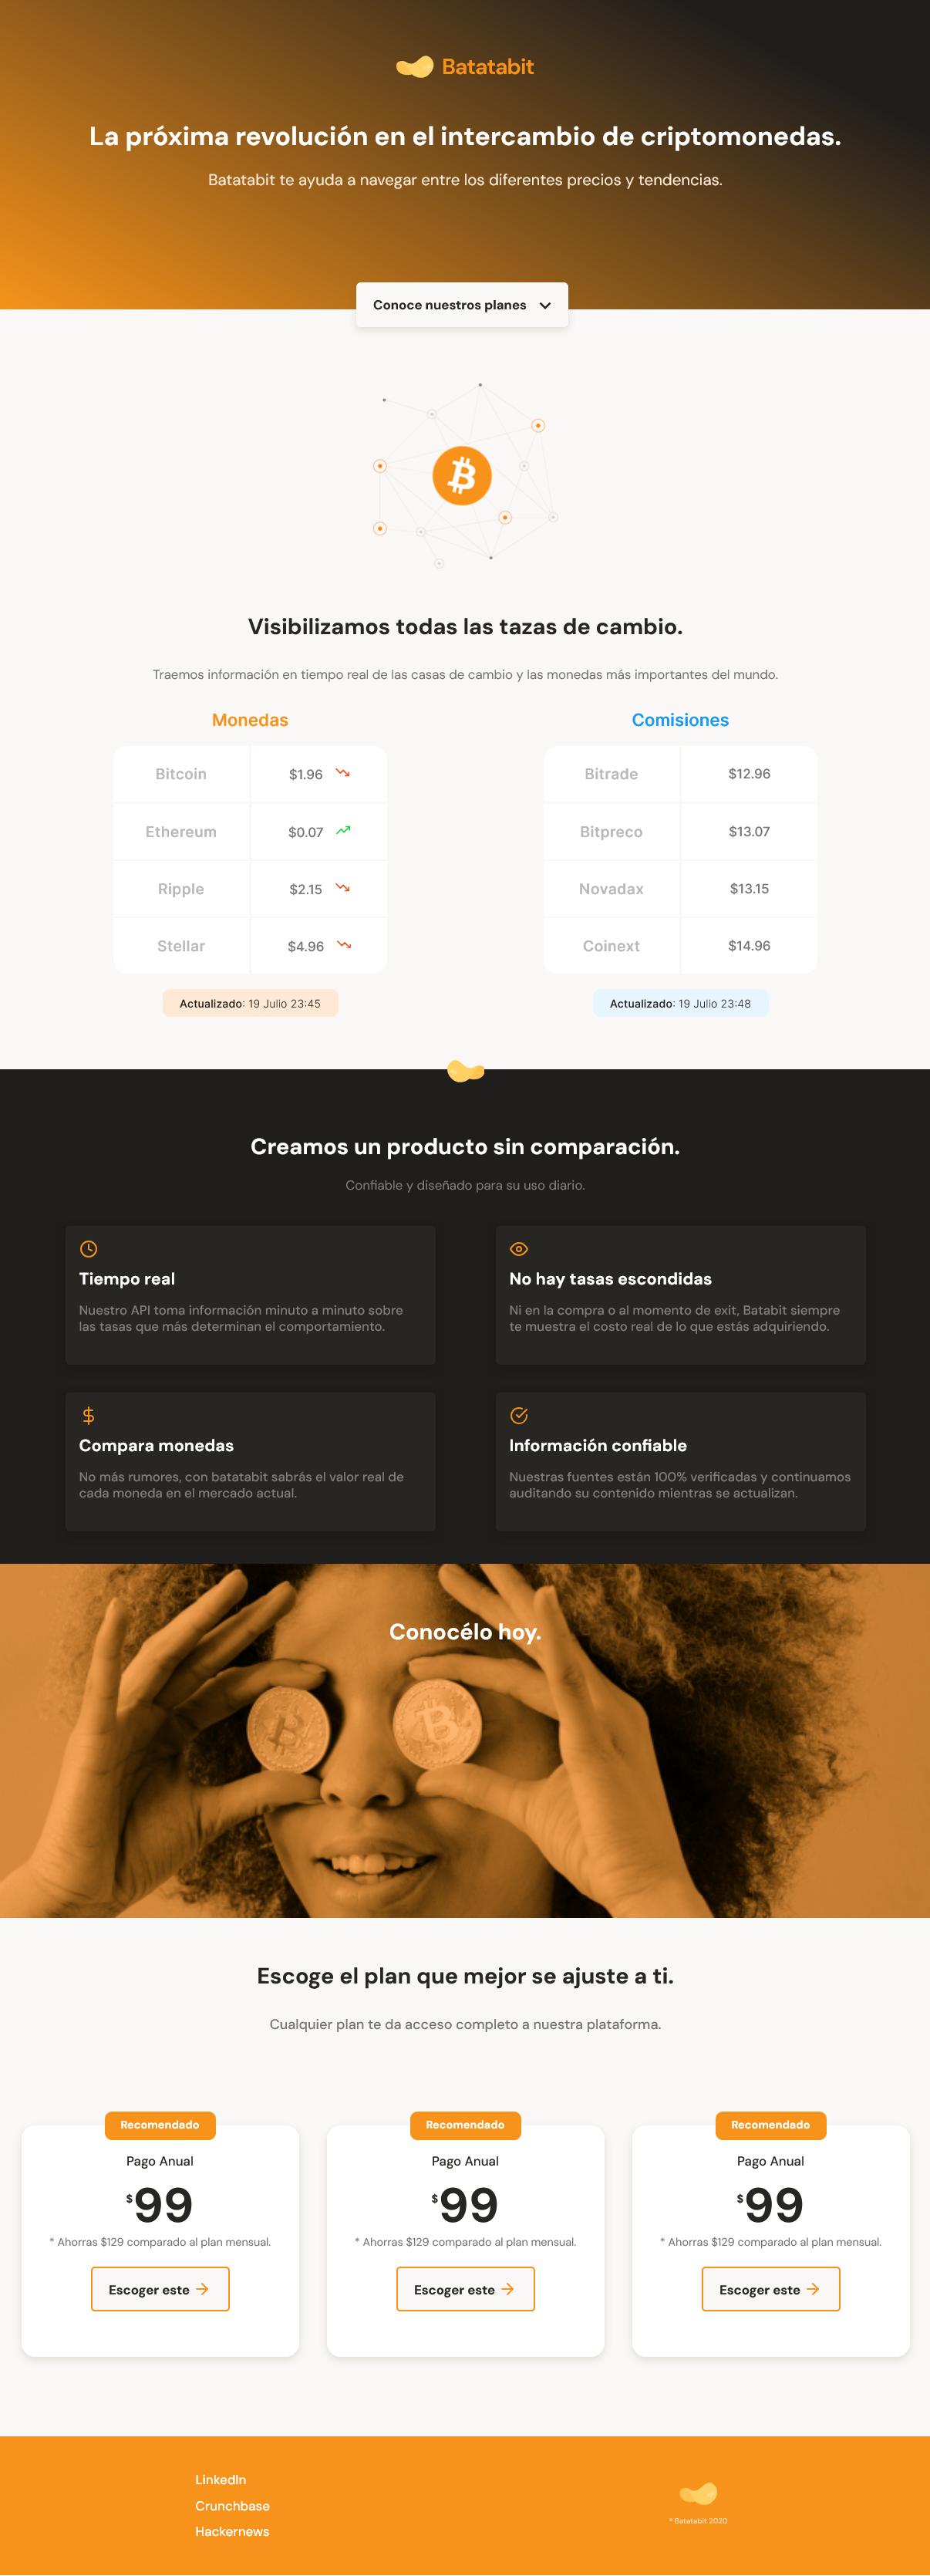 Batatabit
La próxima revolución en el intercambio de criptomonedas.
Batatabit te ayuda a navegar entre los diferentes precios y tendencias.
Conoce nuestros planes
Visibilizamos todas las tazas de cambio.
Traemos información en tiempo real de las casas de cambio y las monedas más importantes del mundo.
Monedas
Bitcoin $1.96
Ethereum $0.07
Ripple $2.15
Stellar $4.96
Actualizado: 19 Julio 23:45
Comisiones
Bitrade $12.96
Bitpreco $13.07
Novadax $13.15
Coinext $14.96
Actualizado: 19 Julio 23:48
Creamos un producto sin comparación.
Confiable y diseñado para su uso diario.
Tiempo real
Nuestro API toma información minuto a minuto sobre
las tasas que más determinan el comportamiento.
No hay tasas escondidas
Ni en la compra o al momento de exit, Batabit siempre
te muestra el costo real de lo que estás adquiriendo.
Compara monedas
No más rumores, con batatabit sabrás el valor real de
cada moneda en el mercado actual.
Información confiable
Nuestras fuentes están 100% verificadas y continuamos
auditando su contenido mientras se actualizan.
Conocélo hoy.
Escoge el plan que mejor se ajuste a ti.
Cualquier plan te da acceso completo a nuestra plataforma.
Recomendado
Pago Anual
$99
* Ahorras $129 comparado al plan mensual.
Escoger este
Recomendado
Pago Anual
$99
* Ahorras $129 comparado al plan mensual.
Escoger este
Recomendado
Pago Anual
$99
* Ahorras $129 comparado al plan mensual.
Escoger este
LinkedIn
Crunchbase
Hackernews
* Batatabit 2020